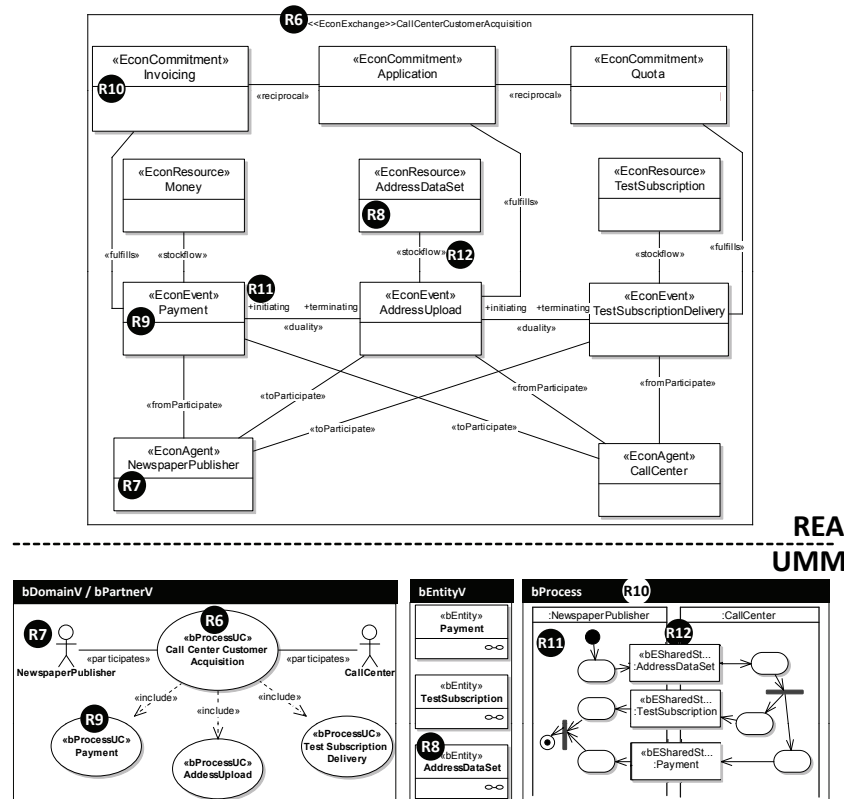 R6 <<EconExchange>>CallCenterCustomerAcquisition
«EconCommitment»
Invoicing
R10
«EconCommitment»
Application
«EconCommitment»
Quota
«reciprocal»
«reciprocal»
«EconResource»
Money
«EconResource»
AddressDataSet
R8
«EconResource»
TestSubscription
«fulfills»
«fulfills»
«stockflow»
«stockflow» R12
«stockflow»
«fulfills»
R11
«EconEvent»
Payment
R9
+initiating
+terminating
«duality»
«EconEvent»
AddressUpload
+initiating
+terminating
«duality»
«EconEvent»
TestSubscriptionDelivery
«fromParticipate»
«toParticipate»
«fromParticipate»
«fromParticipate»
«toParticipate»
«toParticipate»
«EconAgent»
NewspaperPublisher
R7
«EconAgent»
CallCenter
REA
UMM
bDomainV / bPartnerV
R7
NewspaperPublisher
«participates»
R6
«bProcessUC»
Call Center Customer
Acquisition
«participates»
CallCenter
«include»
«include»
«include»
R9
«bProcessUC»
Payment
«bProcessUC»
AddessUpload
«bProcessUC»
Test Subscription
Delivery
bEntityV
«bEntity»
Payment
«bEntity»
TestSubscription
R8
«bEntity»
AddressDataSet
bProcess
R10
:NewspaperPublisher
:CallCenter
R11
R12
«bESharedSt...
:AddressDataSet
«bESharedSt...
:TestSubscription
«bESharedSt...
:Payment